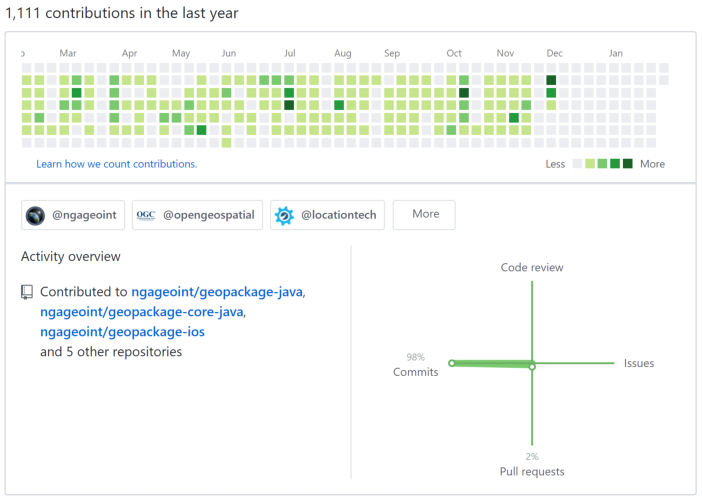 1,111 contributions in the last year
Mar Apr May Jun Jul Aug Sep Oct Nov Dec Jan
Learn how we count contributions.
Less More
@ngageoint OGC @opengeospatial @locationtech More
Activity overview
Contributed to ngageoint/geopackage-java,
ngageoint/geopackage-core-java,
ngageoint/geopackage-ios
and 5 other repositories
Code review
98%
Commits
Issues
2%
Pull requests